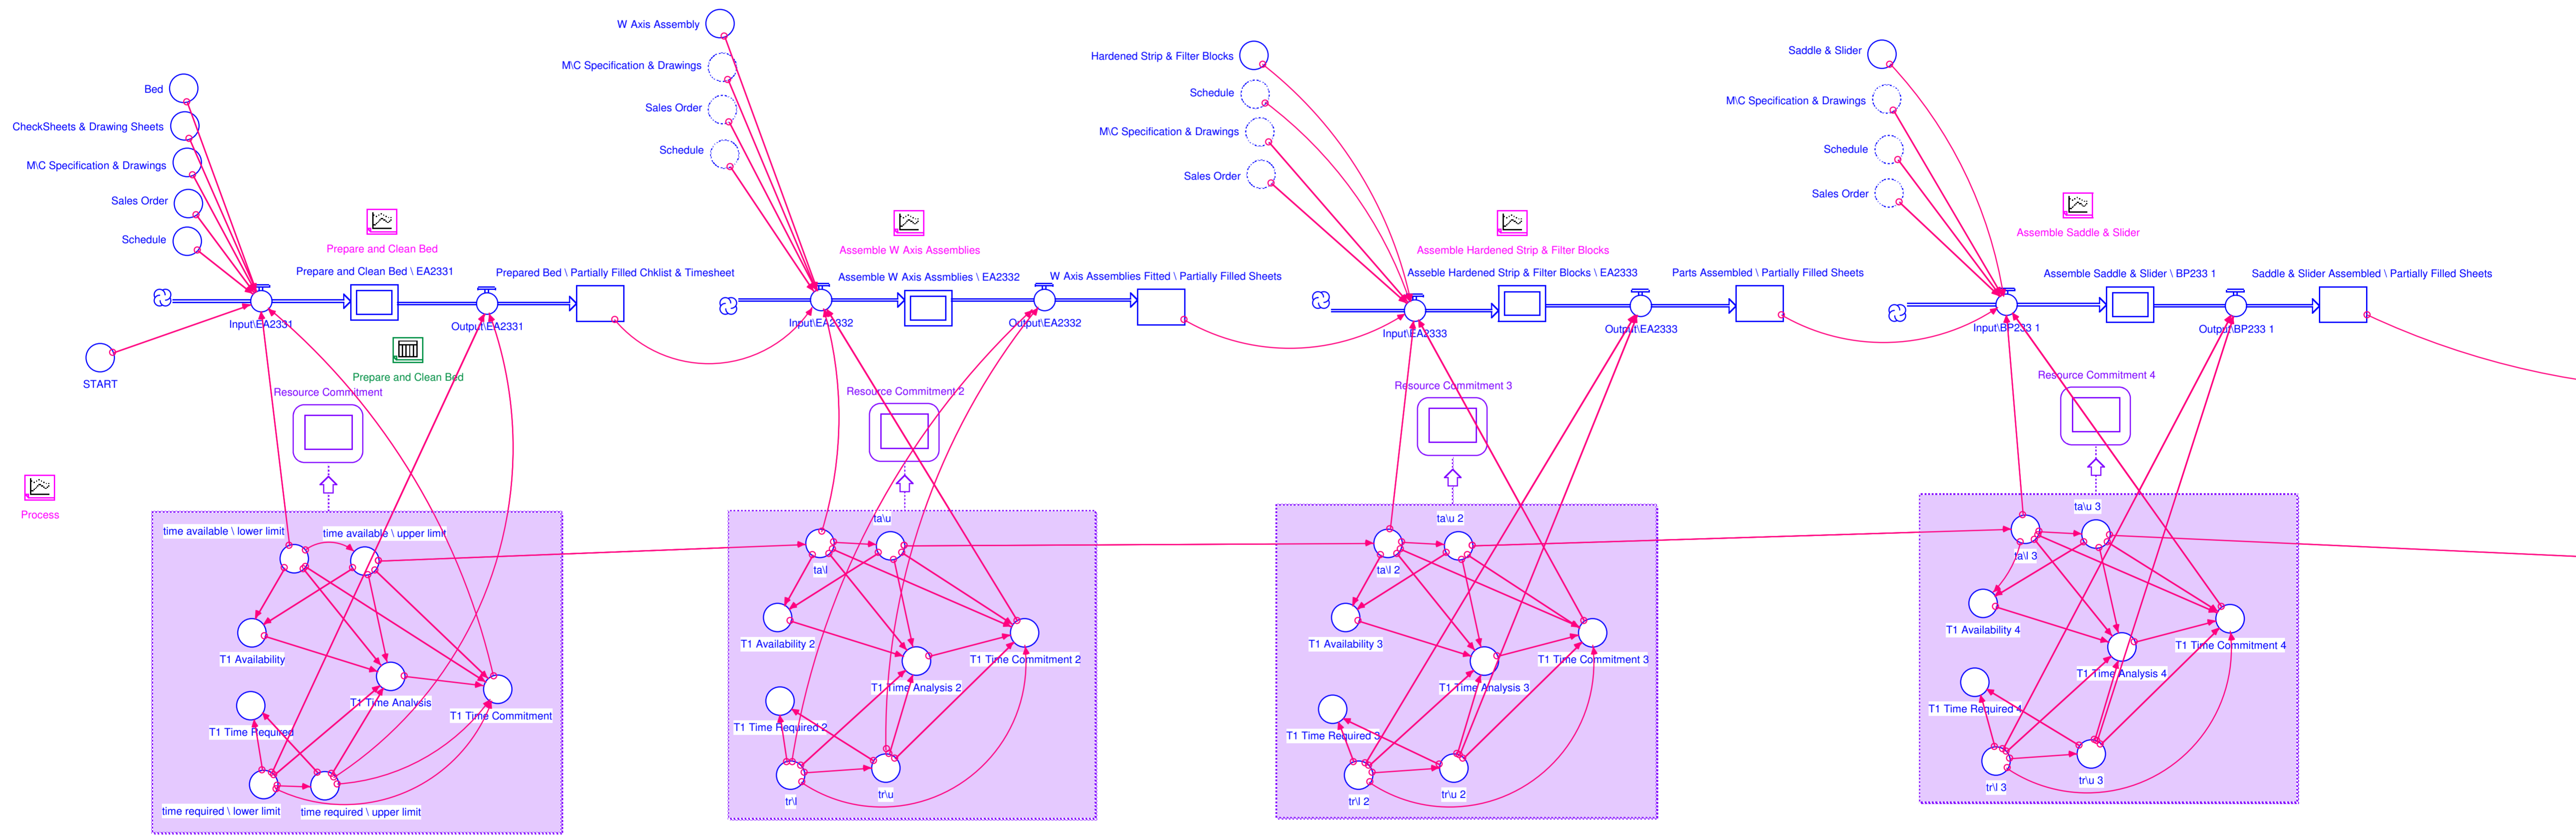 W Axis Assembly
Hardened Strip & Filter Blocks
Saddle & Slider
M\C Specification & Drawings
Bed
Schedule
M\C Specification & Drawings
Sales Order
CheckSheets & Drawing Sheets
M\C Specification & Drawings
Schedule
Schedule
M\C Specification & Drawings
Sales Order
Sales Order
Sales Order
Schedule
Prepare and Clean Bed
Assemble W Axis Assemblies
Assemble Hardened Strip & Filter Blocks
Assemble Saddle & Slider
Prepare and Clean Bed \ EA2331
Prepared Bed \ Partially Filled Chklist & Timesheet
Assemble W Axis Assmblies \ EA2332
W Axis Assemblies Fitted \ Partially Filled Sheets
Asseble Hardened Strip & Filter Blocks \ EA2333
Parts Assembled \ Partially Filled Sheets
Assemble Saddle & Slider \ BP233 1
Saddle & Slider Assembled \ Partially Filled Sheets
Input\EA2331
Output\EA2331
Input\EA2332
Output\EA2332
Input\EA2333
Output\EA2333
Input\BP233 1
Output\BP233 1
START
Prepare and Clean Bed
Resource Commitment
Resource Commitment 2
Resource Commitment 3
Resource Commitment 4
Process
time available \ lower limit
time available \ upper limit
T1 Availability
T1 Time Analysis
T1 Time Commitment
T1 Time Required
time required \ lower limit
time required \ upper limit
ta\u
ta\l
T1 Availability 2
T1 Time Commitment 2
T1 Time Analysis 2
T1 Time Required 2
tr\l
tr\u
ta\u 2
ta\l 2
T1 Availability 3
T1 Time Commitment 3
T1 Time Analysis 3
T1 Time Required 3
tr\l 2
tr\u 2
ta\u 3
ta\l 3
T1 Availability 4
T1 Time Commitment 4
T1 Time Analysis 4
T1 Time Required 4
tr\l 3
tr\u 3